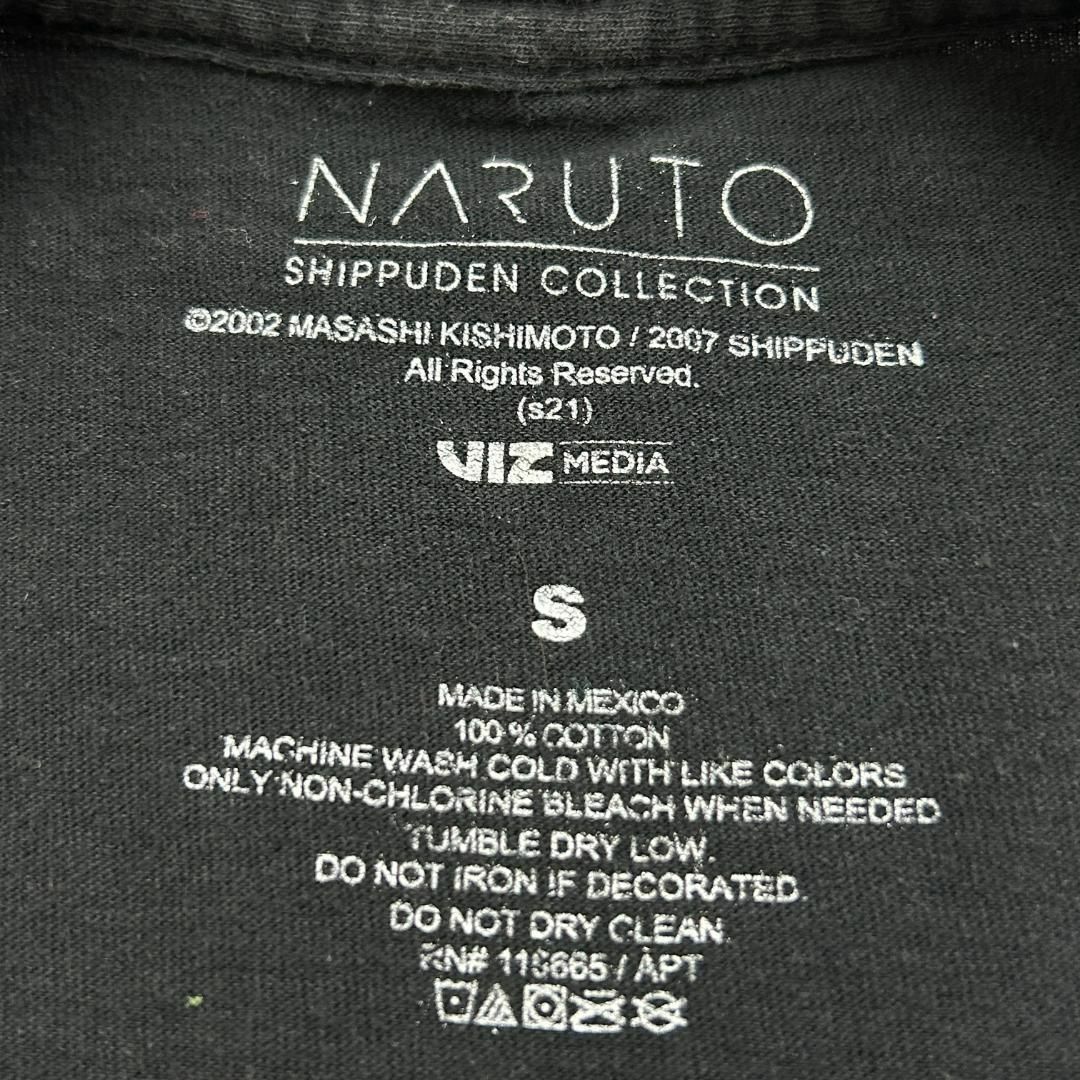 NARUTO
SHIPPUDEN COLLECTION
©2002 MASASHI KISHIMOTO / 2007 SHIPPUDEN
All Rights Reserved.
(s21)
VIZ MEDIA
S
MADE IN MEXICO
100 % COTTON
MACHINE WASH COLD WITH LIKE COLORS
ONLY NON-CHLORINE BLEACH WHEN NEEDED
TUMBLE DRY LOW.
DO NOT IRON IF DECORATED.
DO NOT DRY CLEAN.
RN# / APT